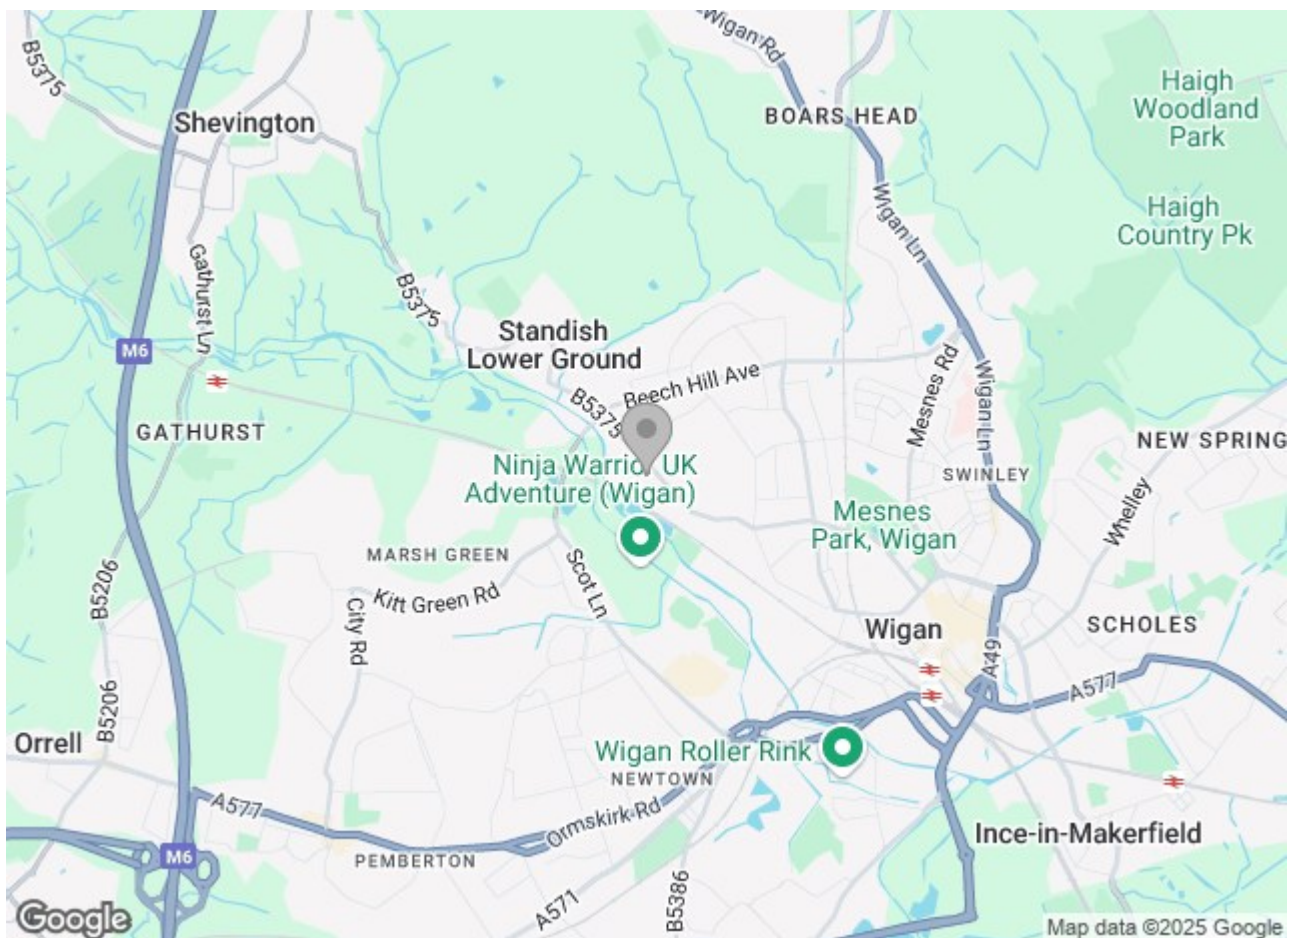 B5375
Shevington
Wigan Rd
BOARS HEAD
Haigh
Woodland
Park
Haigh
Country Pk
Wigan Ln
Gathurst Ln
B5375
M6
Standish
Lower Ground
B5375
Beech Hill Ave
Mesnes Rd
Wigan Ln
GATHURST
NEW SPRING
SWINLEY
Whelley
Ninja Warrior UK
Adventure (Wigan)
Mesnes
Park, Wigan
MARSH GREEN
Kitt Green Rd
Scot Ln
City Rd
B5206
Wigan
SCHOLES
A49
A577
B5206
Orrell
Wigan Roller Rink
NEWTOWN
A577
Ormskirk Rd
Ince-in-Makerfield
M6
PEMBERTON
A571
B5386
Google
Map data ©2025 Google